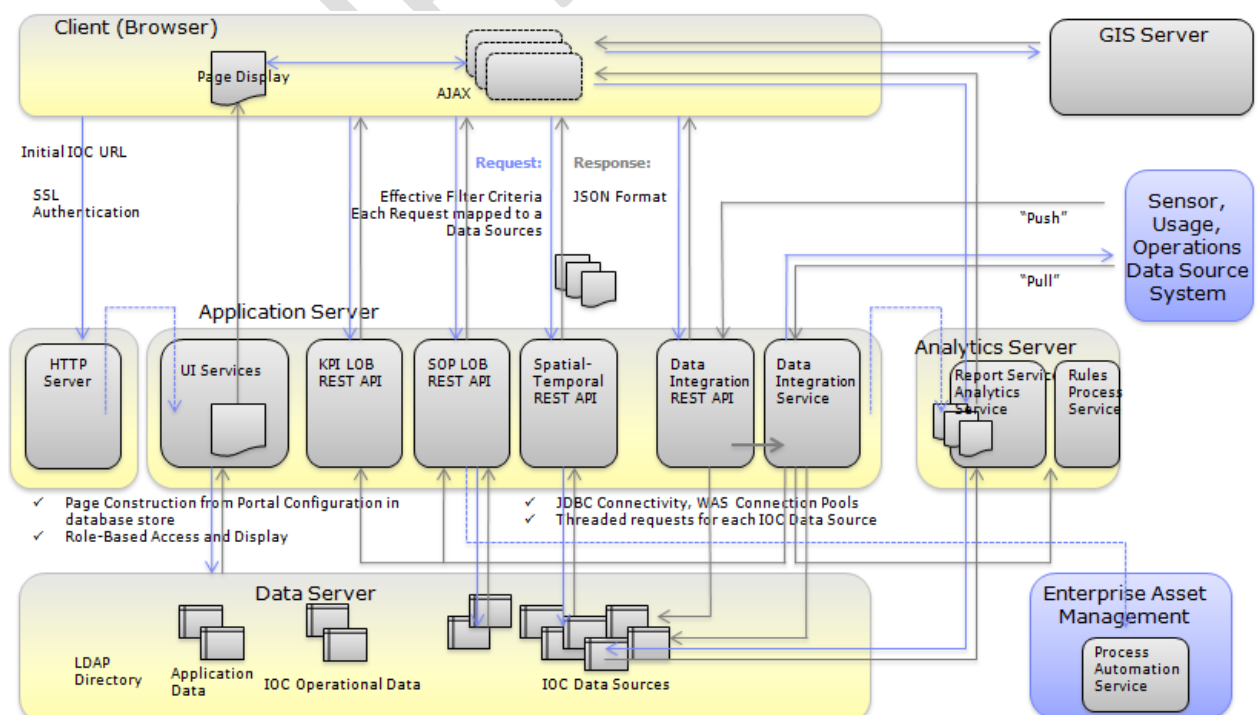 Client (Browser)
GIS Server
Page Display
AJAX
Initial IOC URL
SSL
Authentication
Request:
Effective Filter Criteria
Each Request mapped to a
Data Sources
Response:
JSON Format
"Push"
"Pull"
Sensor,
Usage,
Operations
Data Source
System
Application Server
HTTP
Server
UI Services
KPI LOB
REST API
SOP LOB
REST API
Spatial-
Temporal
REST API
Data
Integration
REST API
Data
Integration
Service
Analytics Server
Report Service
Analytics
Service
Rules
Process
Service
✓ Page Construction from Portal Configuration in
database store
✓ Role-Based Access and Display
✓ JDBC Connectivity, WAS Connection Pools
✓ Threaded requests for each IOC Data Source
Data Server
LDAP
Directory
Application
Data
IOC Operational Data
IOC Data Sources
Enterprise Asset
Management
Process
Automation
Service